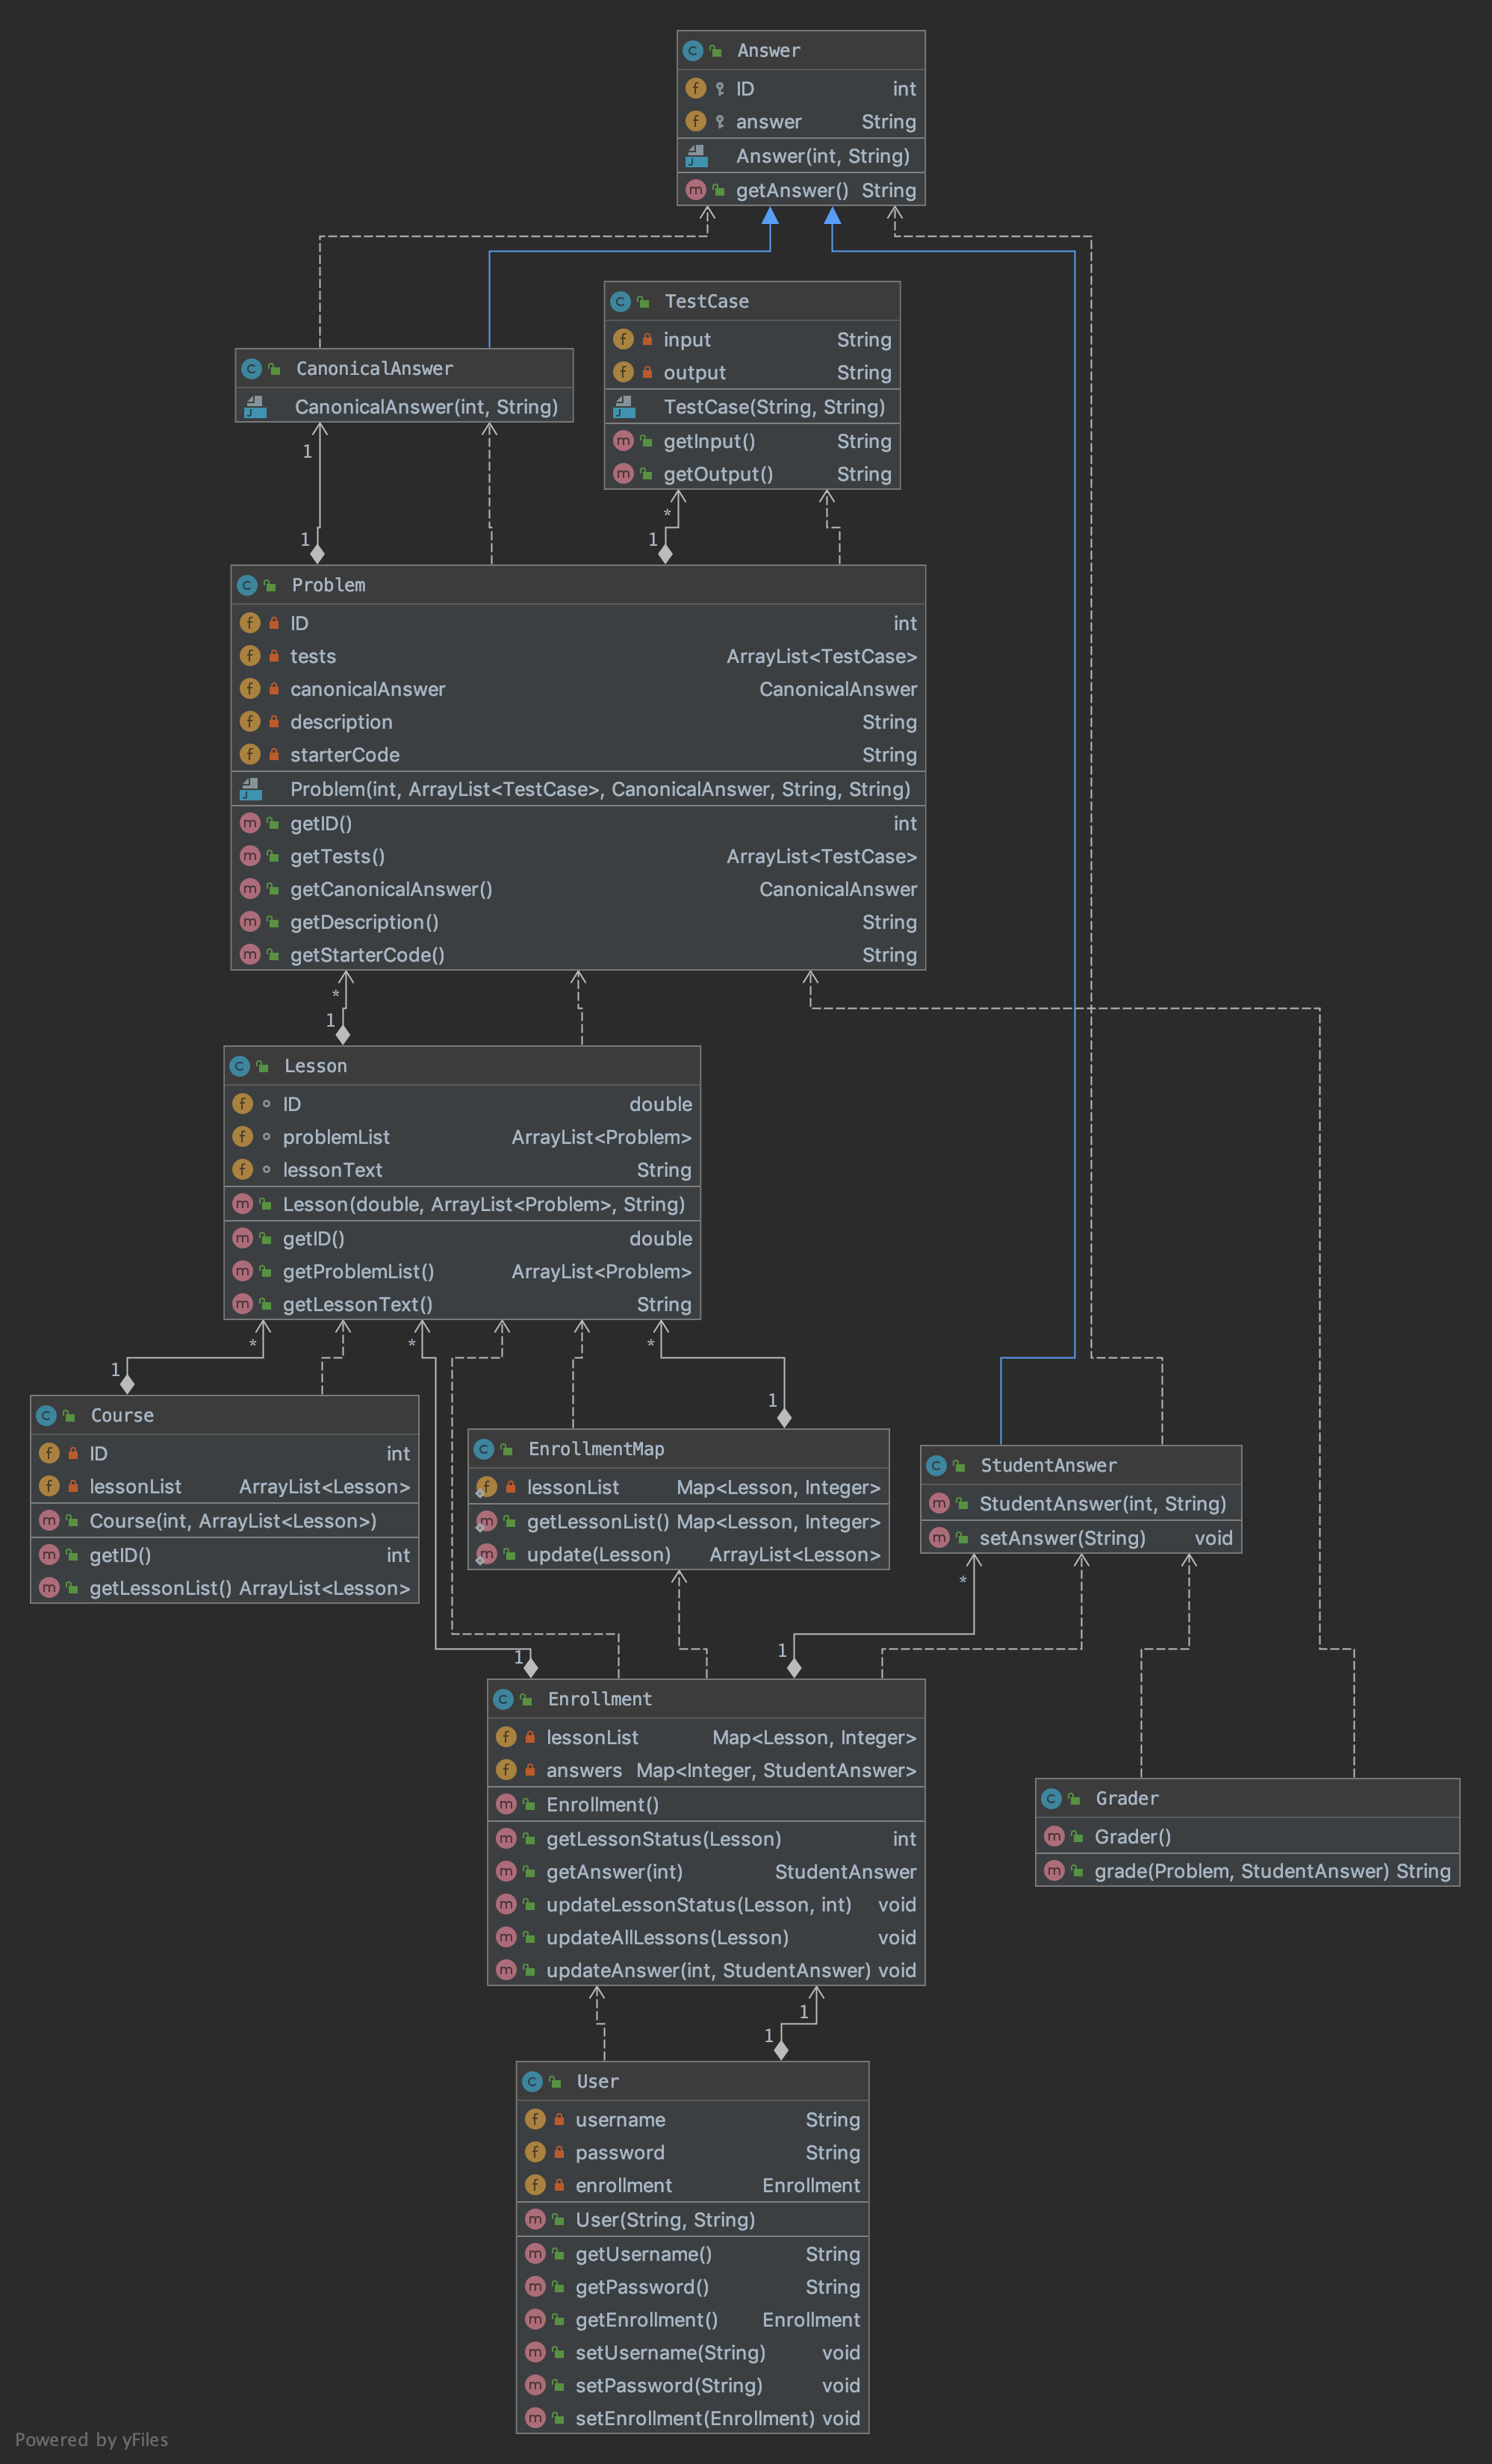 Answer
ID int
answer String
Answer(int, String)
getAnswer() String
TestCase
input String
output String
TestCase(String, String)
getInput() String
getOutput() String
CanonicalAnswer
CanonicalAnswer(int, String)
1
1
*
1
Problem
ID int
tests ArrayList<TestCase>
canonicalAnswer CanonicalAnswer
description String
starterCode String
Problem(int, ArrayList<TestCase>, CanonicalAnswer, String, String)
getID() int
getTests() ArrayList<TestCase>
getCanonicalAnswer() CanonicalAnswer
getDescription() String
getStarterCode() String
*
1
Lesson
ID double
problemList ArrayList<Problem>
lessonText String
Lesson(double, ArrayList<Problem>, String)
getID() double
getProblemList() ArrayList<Problem>
getLessonText() String
* * *
1
1
Course
ID int
lessonList ArrayList<Lesson>
Course(int, ArrayList<Lesson>)
getID() int
getLessonList() ArrayList<Lesson>
EnrollmentMap
lessonList Map<Lesson, Integer>
getLessonList() Map<Lesson, Integer>
update(Lesson) ArrayList<Lesson>
StudentAnswer
StudentAnswer(int, String)
setAnswer(String) void
*
1 1
Enrollment
lessonList Map<Lesson, Integer>
answers Map<Integer, StudentAnswer>
Enrollment()
getLessonStatus(Lesson) int
getAnswer(int) StudentAnswer
updateLessonStatus(Lesson, int) void
updateAllLessons(Lesson) void
updateAnswer(int, StudentAnswer) void
Grader
Grader()
grade(Problem, StudentAnswer) String
1
1
User
username String
password String
enrollment Enrollment
User(String, String)
getUsername() String
getPassword() String
getEnrollment() Enrollment
setUsername(String) void
setPassword(String) void
setEnrollment(Enrollment) void
Powered by yFiles